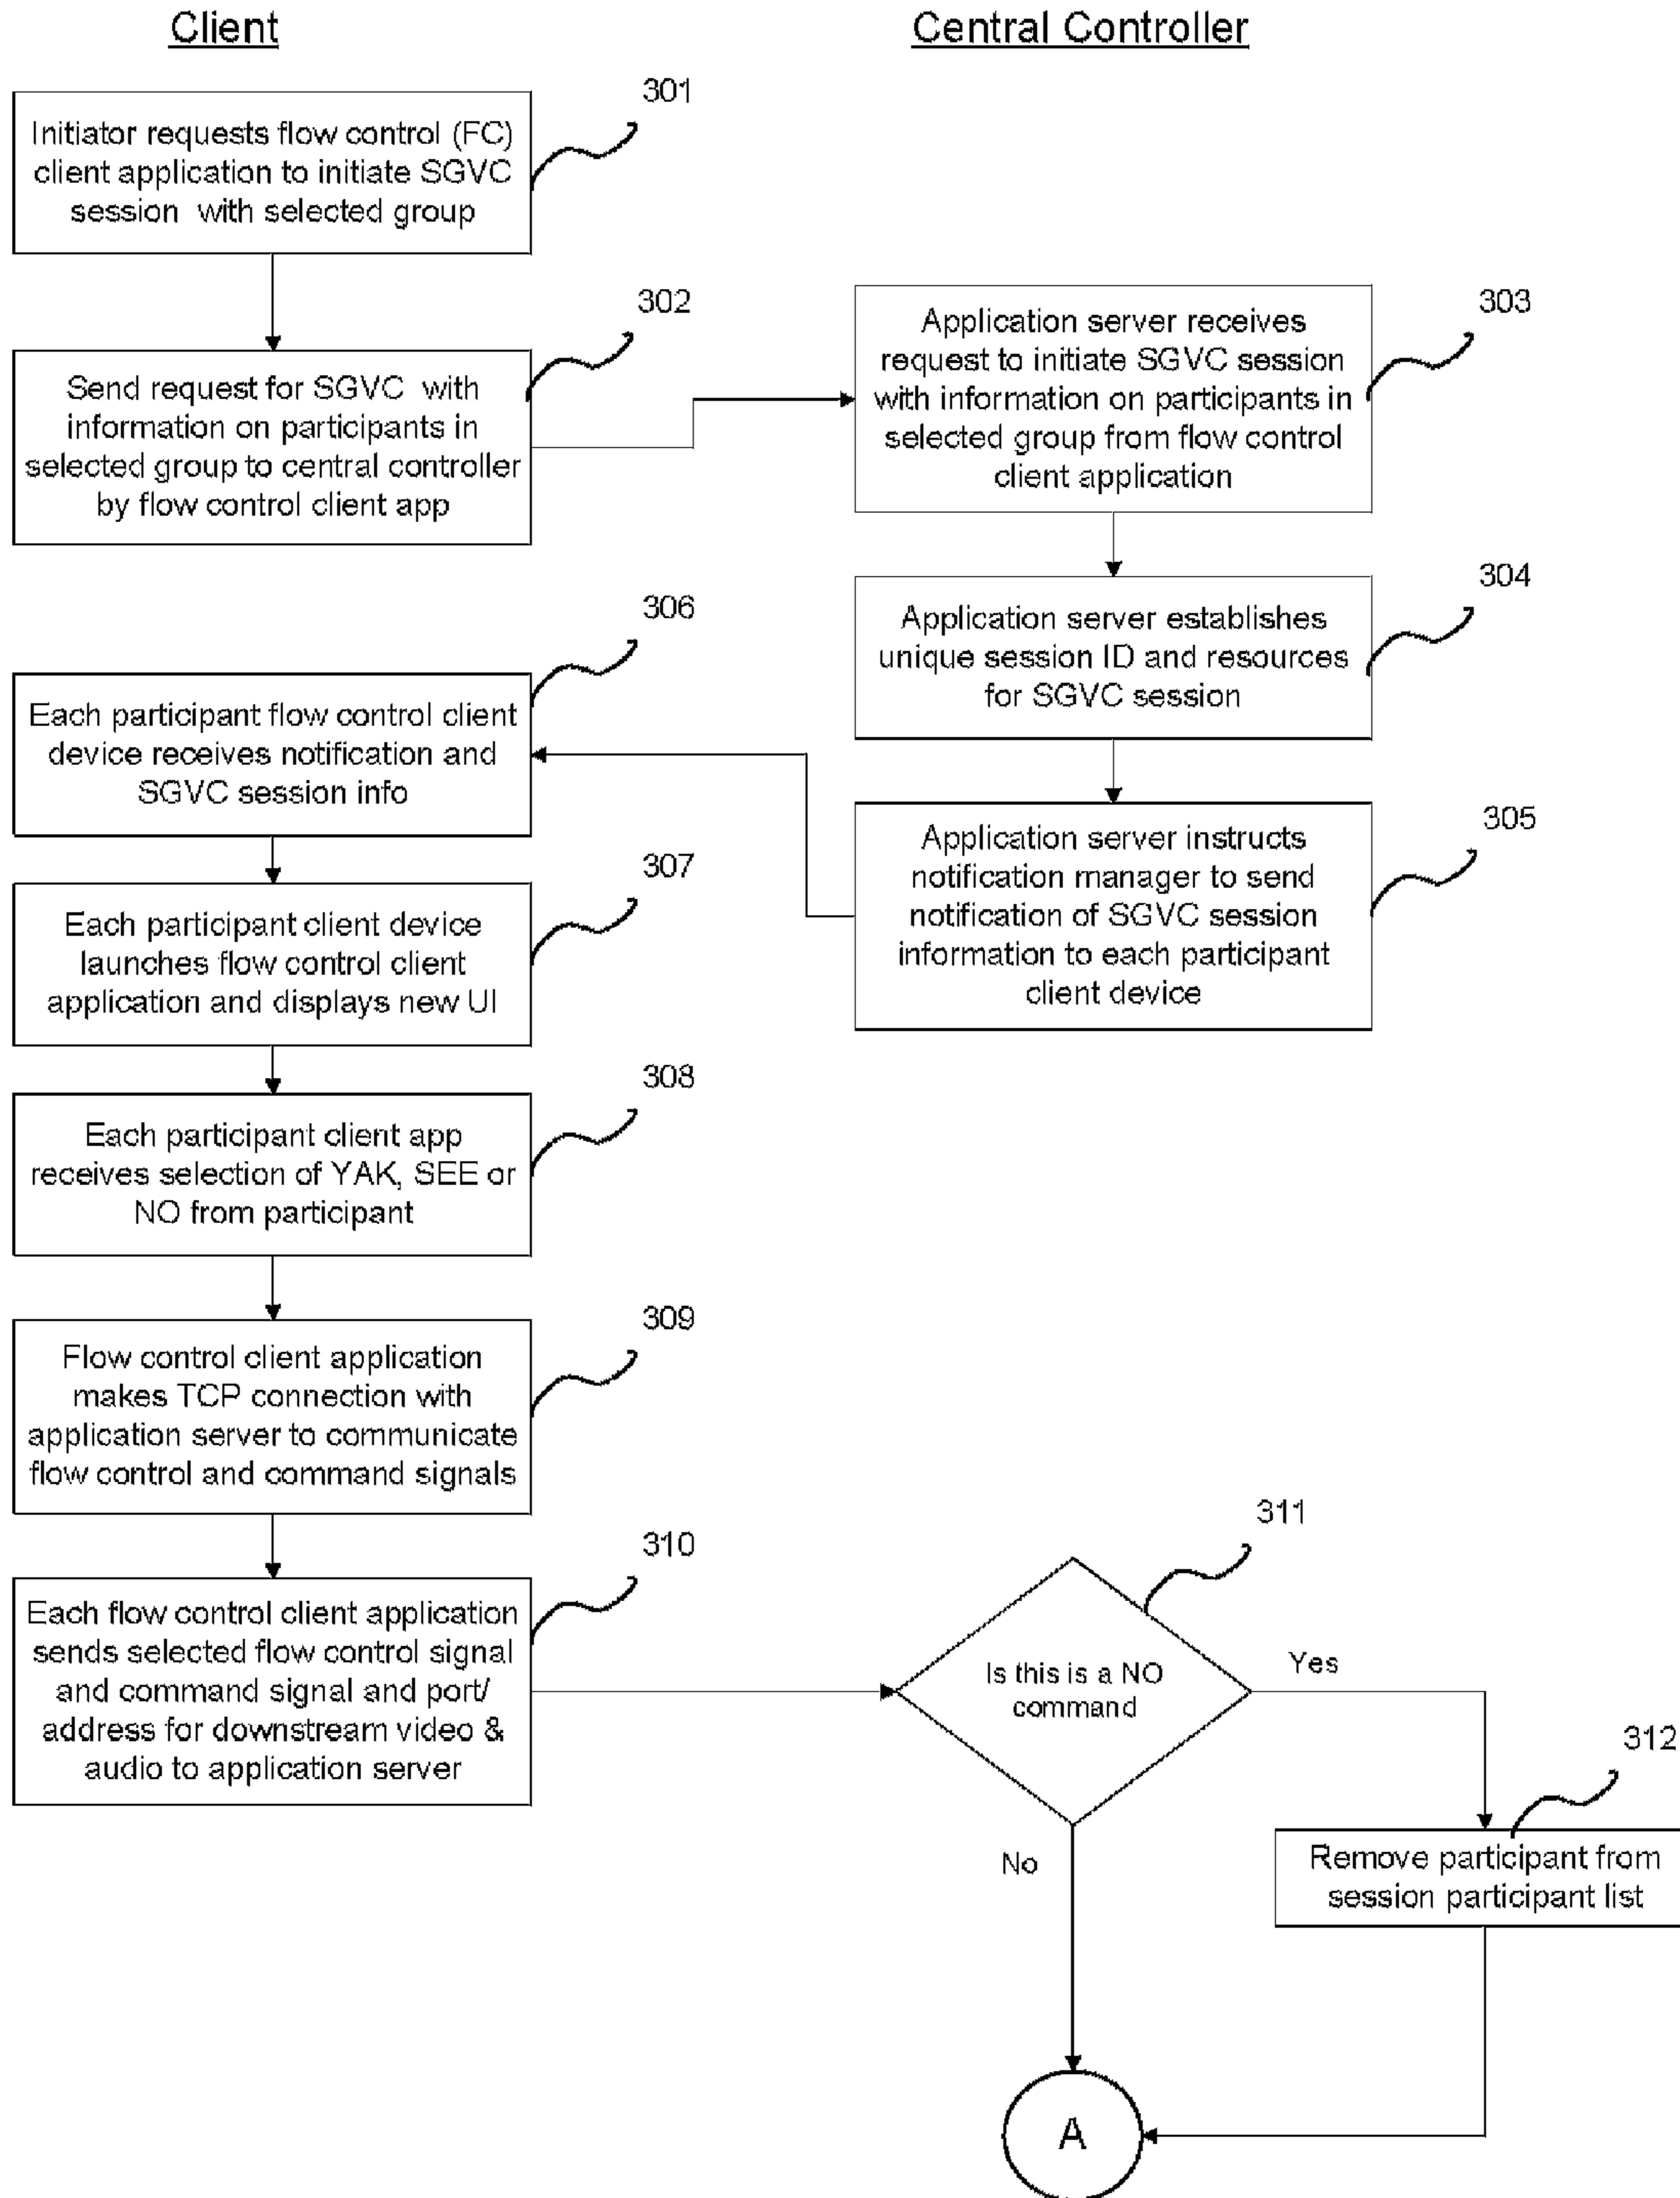 Client
Central Controller
301
Initiator requests flow control (FC)
client application to initiate SGVC
session with selected group
302
Send request for SGVC with
information on participants in
selected group to central controller
by flow control client app
303
Application server receives
request to initiate SGVC session
with information on participants in
selected group from flow control
client application
304
Application server establishes
unique session ID and resources
for SGVC session
305
Application server instructs
notification manager to send
notification of SGVC session
information to each participant
client device
306
Each participant flow control client
device receives notification and
SGVC session info
307
Each participant client device
launches flow control client
application and displays new UI
308
Each participant client app
receives selection of YAK, SEE or
NO from participant
309
Flow control client application
makes TCP connection with
application server to communicate
flow control and command signals
310
Each flow control client application
sends selected flow control signal
and command signal and port/
address for downstream video &
audio to application server
311
Is this is a NO
command
Yes
No
312
Remove participant from
session participant list
A